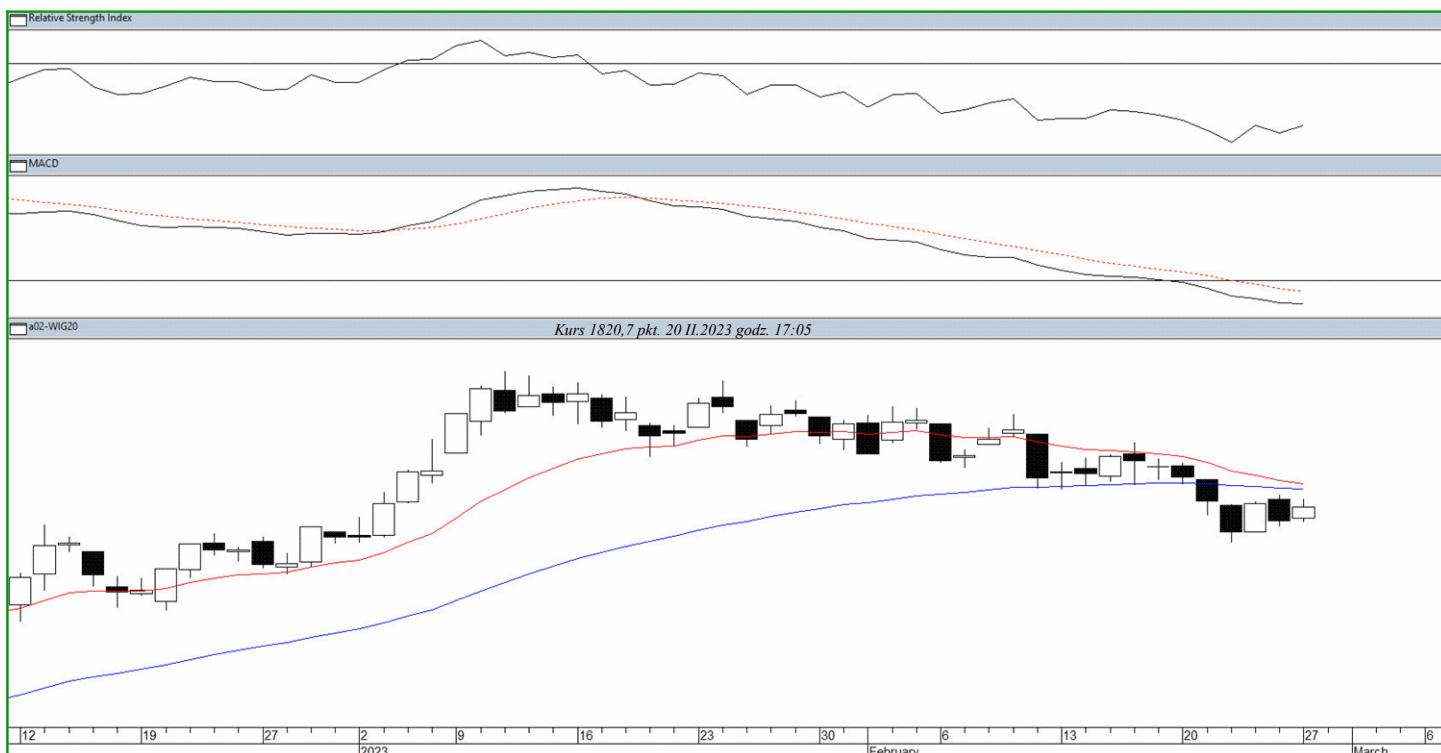 Relative Strength Index
MACD
a02-WIG20
Kurs 1820,7 pkt. 20 II.2023 godz. 17:05
12 19 27 2 9 16 23 30 6 13 20 27 6
2023 February March